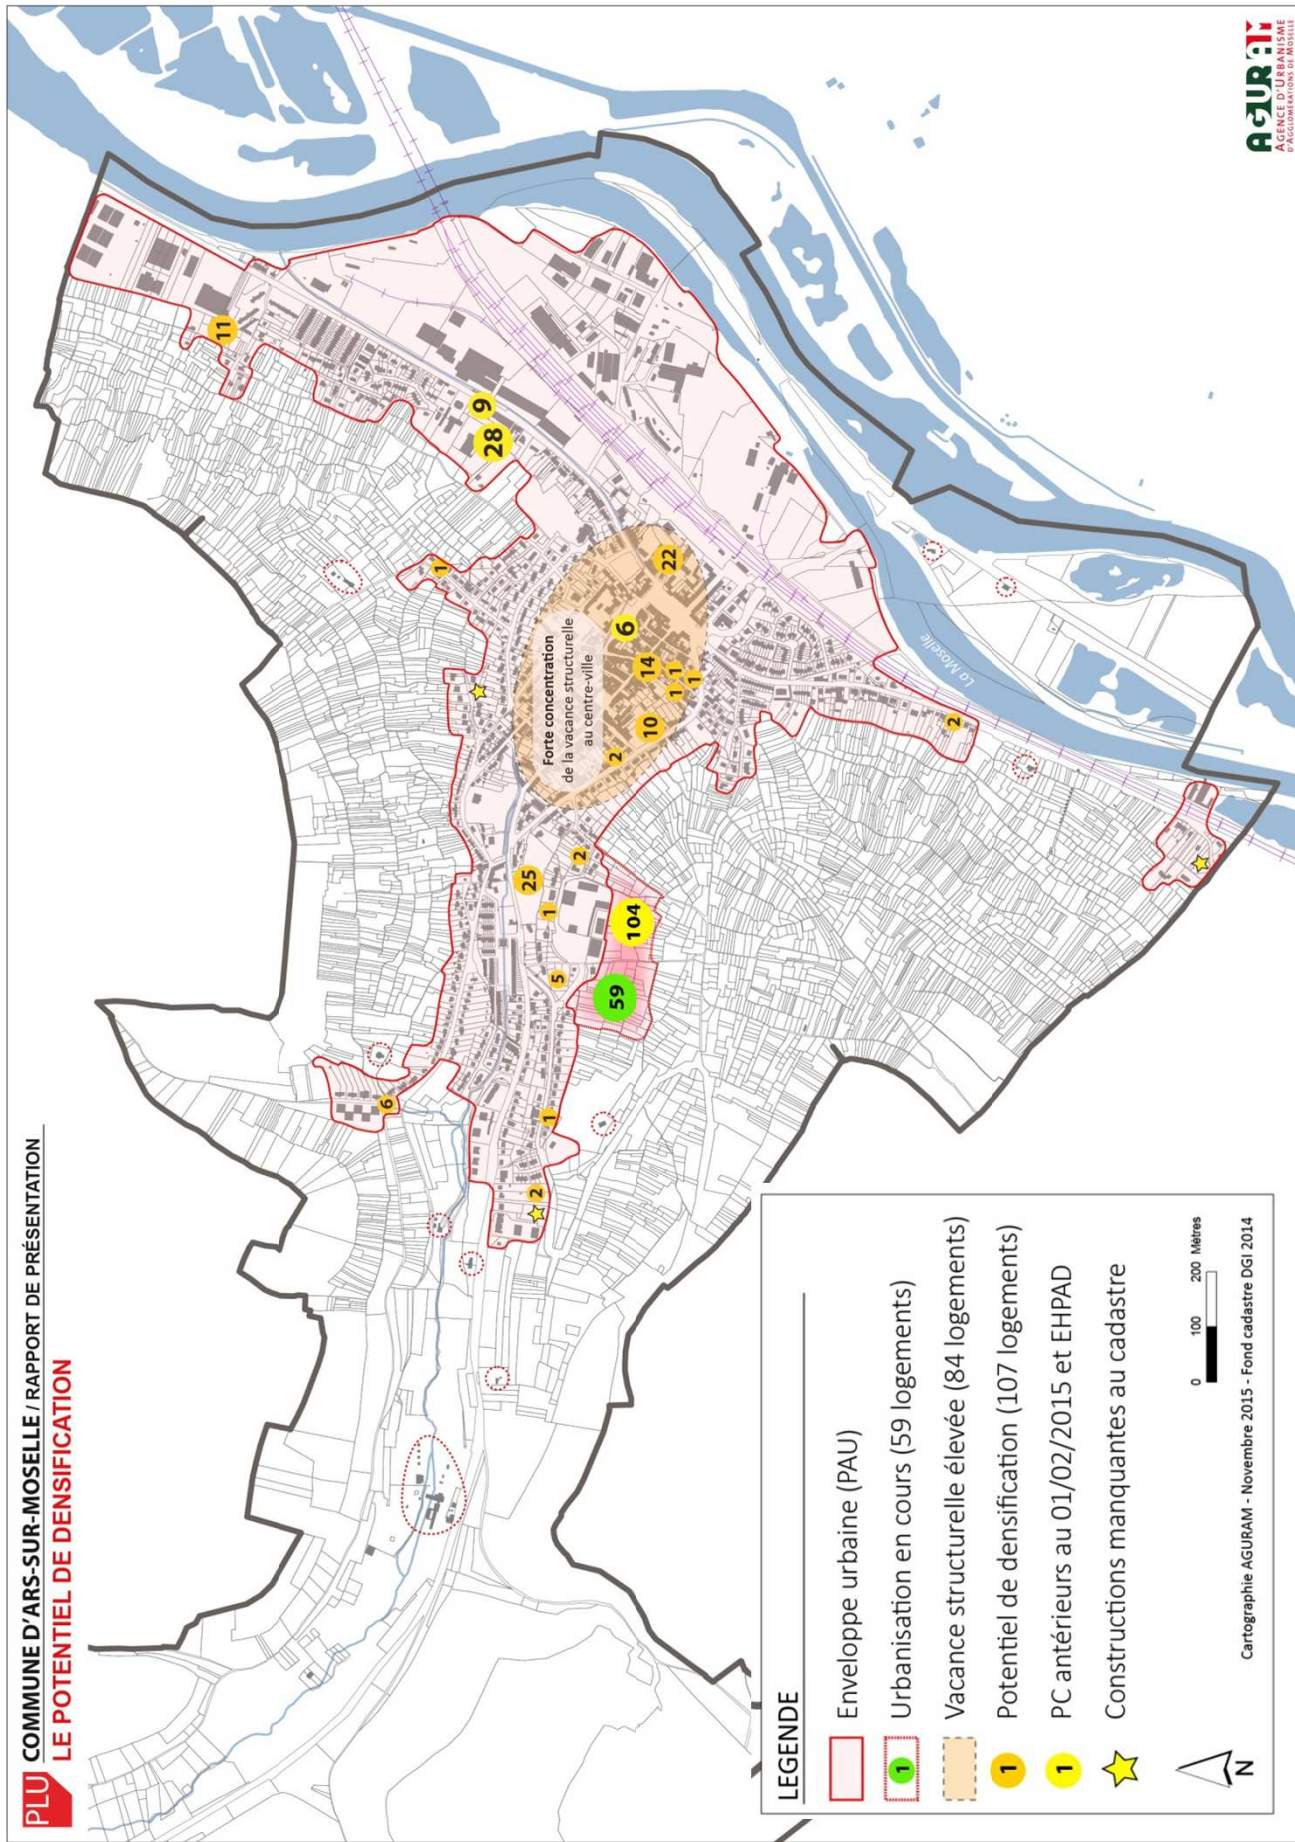 PLU
COMMUNE D'ARS-SUR-MOSELLE / RAPPORT DE PRÉSENTATION
LE POTENTIEL DE DENSIFICATION
11
6
1
9
28
25
2
1
1
5
Forte concentration
de la vacance structurelle
au centre-ville
2
59
2
6
104
14
10
22
1
1
1
2
La Moselle
LEGENDE
Enveloppe urbaine (PAU)
1 Urbanisation en cours (59 logements)
Vacance structurelle élevée (84 logements)
1 Potentiel de densification (107 logements)
1 PC antérieurs au 01/02/2015 et EHPAD
Constructions manquantes au cadastre
N
0 100 200 Mètres
Cartographie AGURAM - Novembre 2015 - Fond cadastre DGI 2014
AGURAM
AGENCE D'URBANISME
D'AGGLOMÉRATIONS DE MOSELLE